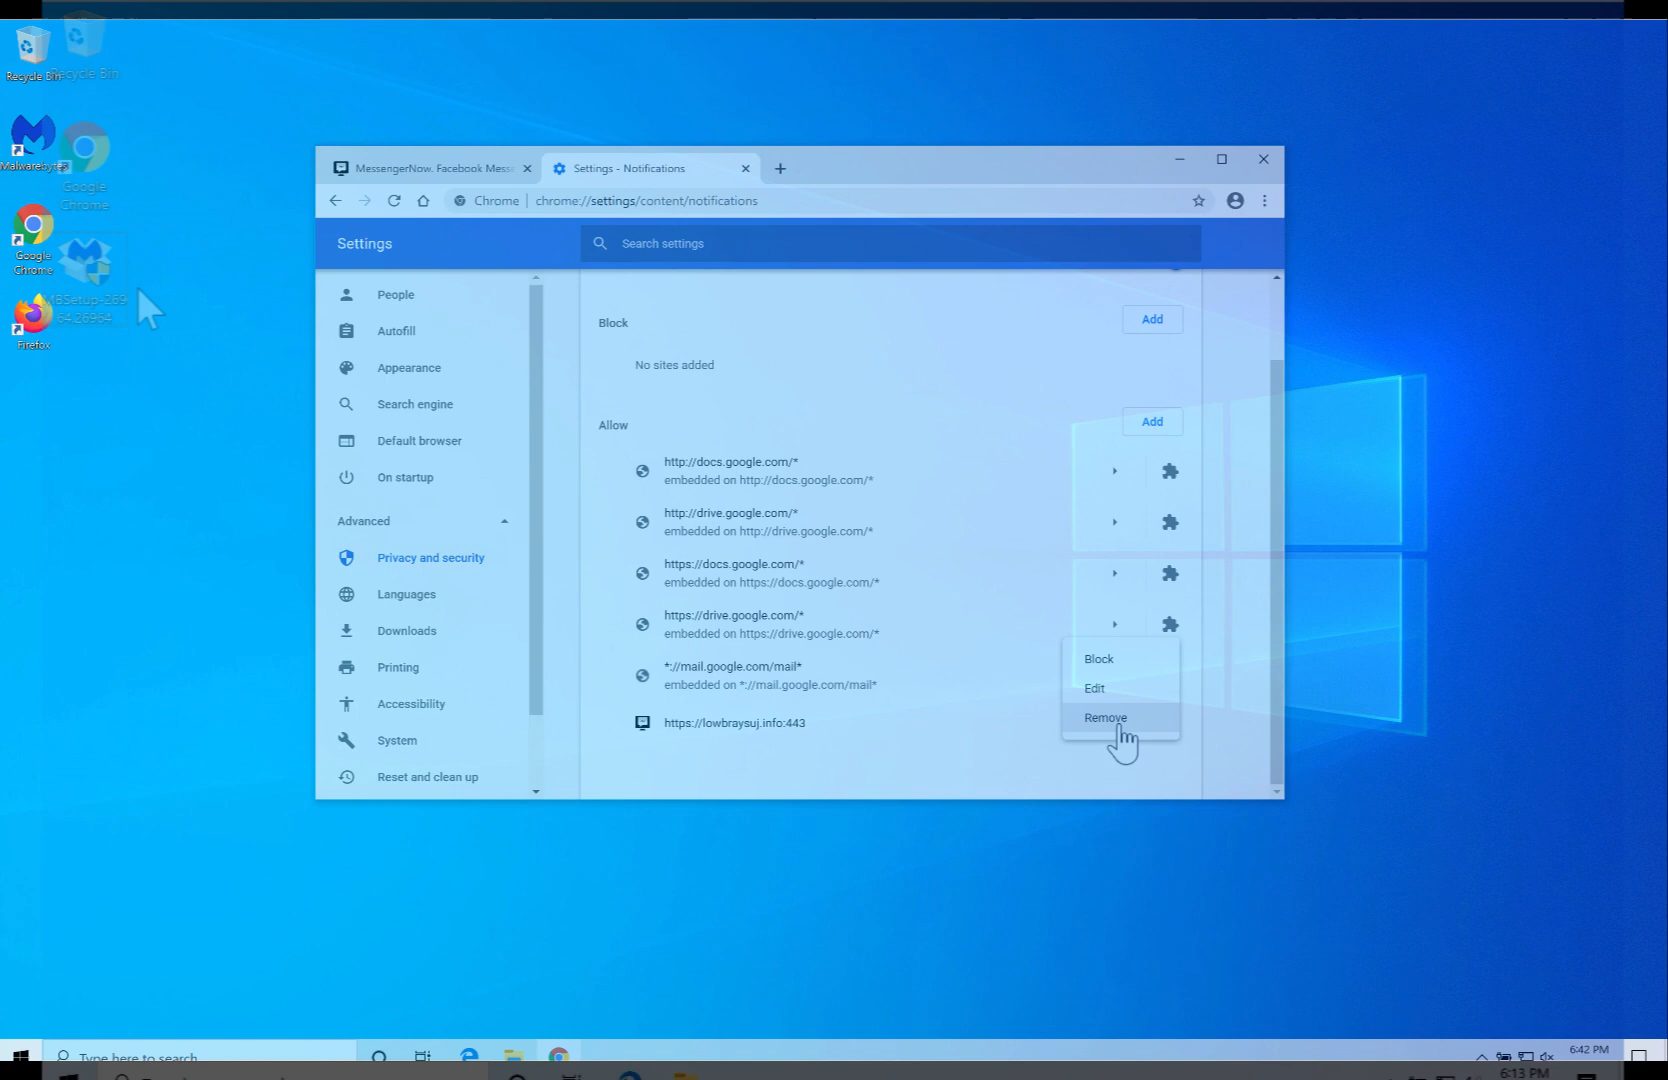 Recycle Bin
Recycle Bin
Malwarebytes
Google
Chrome
Google
Chrome
MBSetup-269
64.26964
Firefox
MessengerNow. Facebook Mess
Settings - Notifications
Chrome
chrome://settings/content/notifications
Settings
Search settings
People
Autofill
Appearance
Search engine
Default browser
On startup
Advanced
Privacy and security
Languages
Downloads
Printing
Accessibility
System
Reset and clean up
Block
Add
No sites added
Allow
Add
http://docs.google.com/*
embedded on http://docs.google.com/*
http://drive.google.com/*
embedded on http://drive.google.com/*
https://docs.google.com/*
embedded on https://docs.google.com/*
https://drive.google.com/*
embedded on https://drive.google.com/*
*://mail.google.com/mail*
embedded on *://mail.google.com/mail*
https://lowbraysuj.info:443
Block
Edit
Remove
Type here to search
6:42 PM
6:13 PM